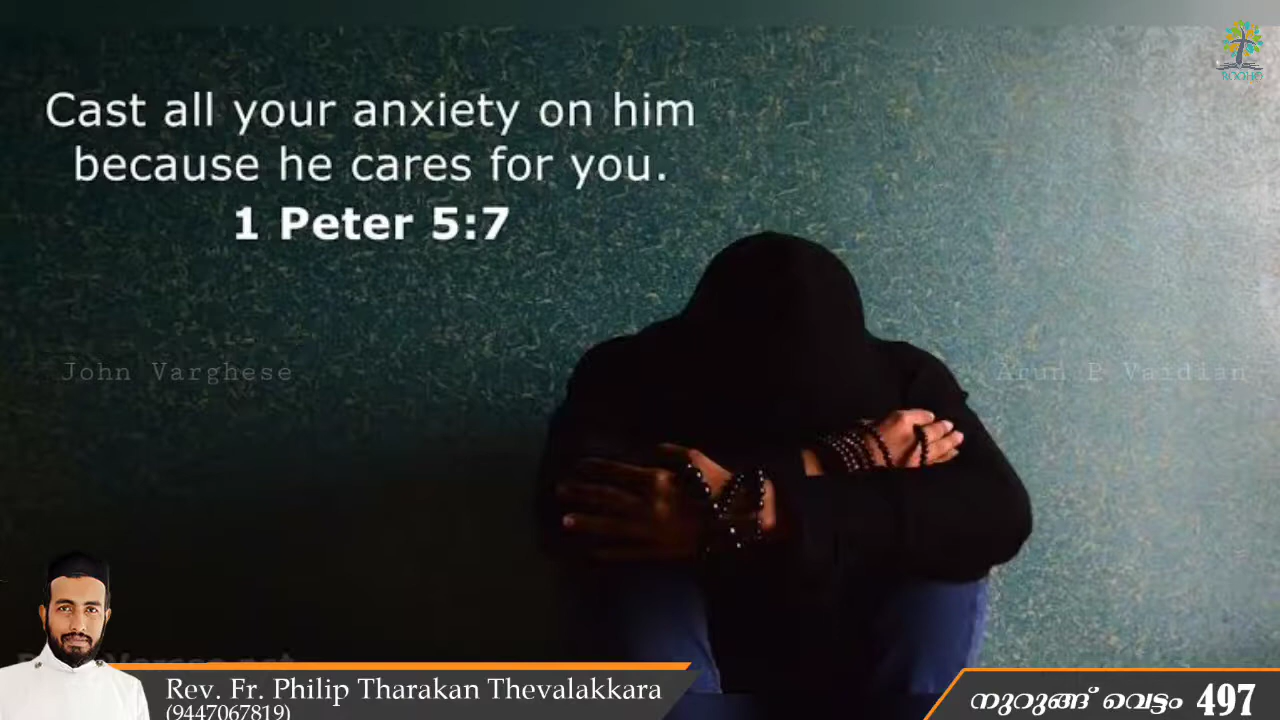 ROOHO
Cast all your anxiety on him
because he cares for you.
1 Peter 5:7
John Varghese
Arun P Vaidian
Rev. Fr. Philip Tharakan Thevalakkara
(9447067819)
നുറുങ്ങ് വെട്ടം 497